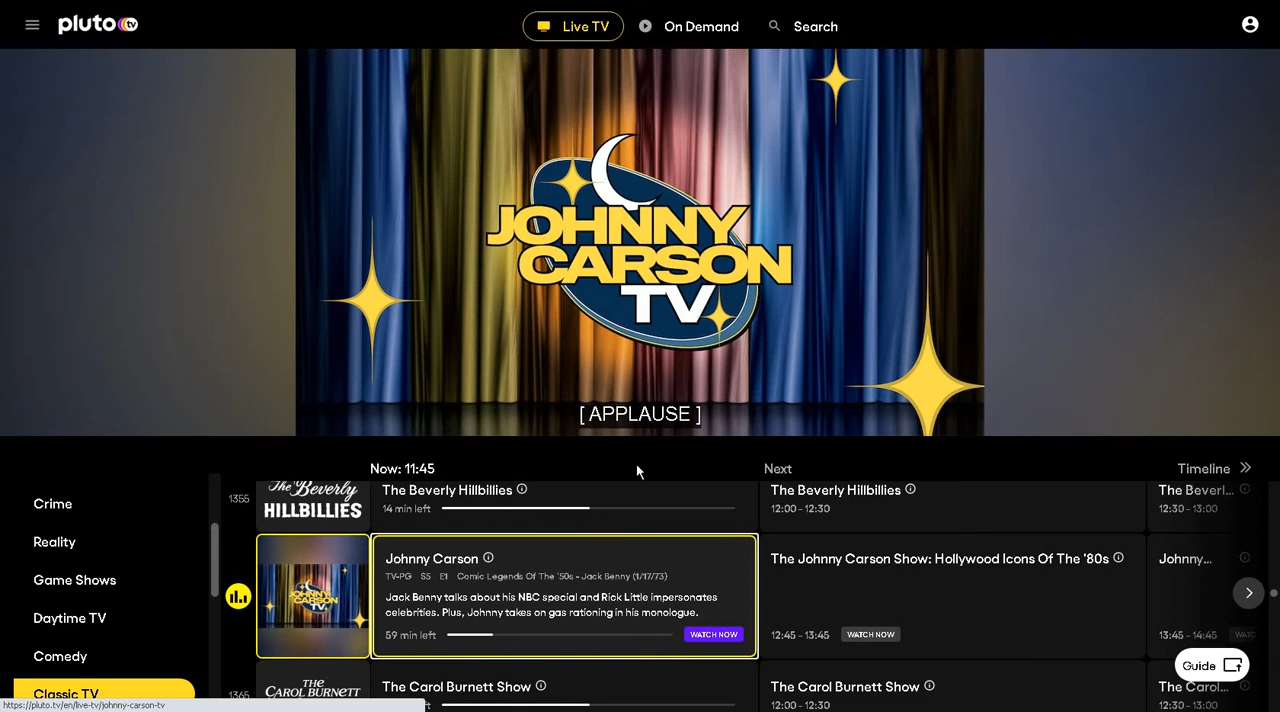 pluto tv
Live TV
On Demand
Search
JOHNNY
CARSON
TV
[ APPLAUSE ]
Now: 11:45
Next
Timeline
Crime
Reality
Game Shows
Daytime TV
Comedy
Classic TV
1355
The Beverly
HILLBILLIES
The Beverly Hillbillies
14 min left
The Beverly Hillbillies
12:00 - 12:30
The Beverl...
12:30 - 13:00
JOHNNY
CARSON
TV
Johnny Carson
TV-PG S5 E1 Comic Legends Of The '50s - Jack Benny (1/17/73)
Jack Benny talks about his NBC special and Rick Little impersonates
celebrities. Plus, Johnny takes on gas rationing in his monologue.
59 min left
WATCH NOW
The Johnny Carson Show: Hollywood Icons Of The '80s
12:45 - 13:45
WATCH NOW
Johnny...
13:45 - 14:45
Guide
1365
THE
CAROL BURNETT
The Carol Burnett Show
The Carol Burnett Show
12:00 - 12:30
The Carol...
12:30 - 13:00
https://pluto.tv/en/live-tv/johnny-carson-tv